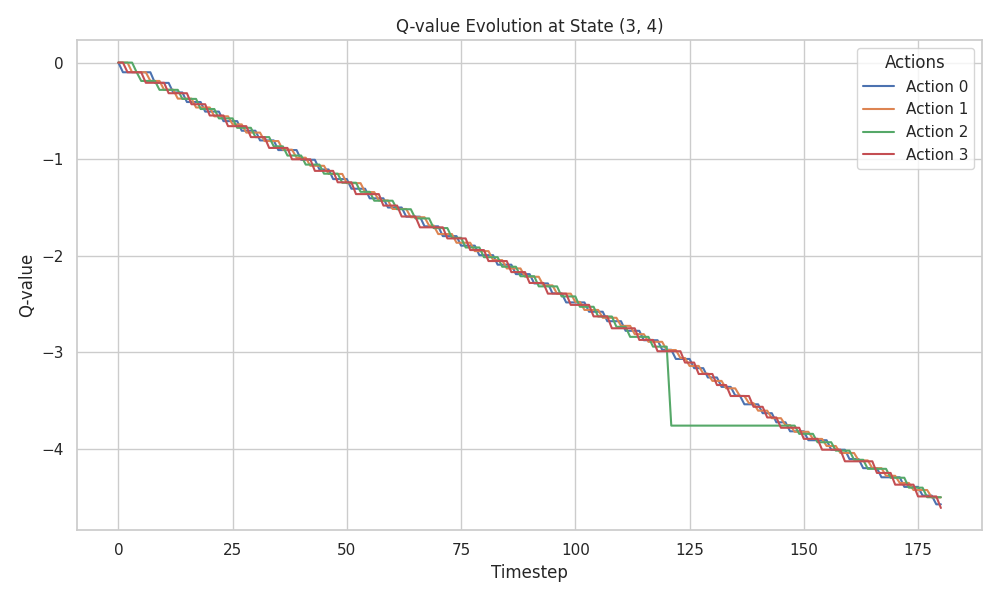 Q-value Evolution at State (3, 4)
Actions
Action 0
Action 1
Action 2
Action 3
Q-value
0
−1
−2
−3
−4
0 25 50 75 100 125 150 175
Timestep